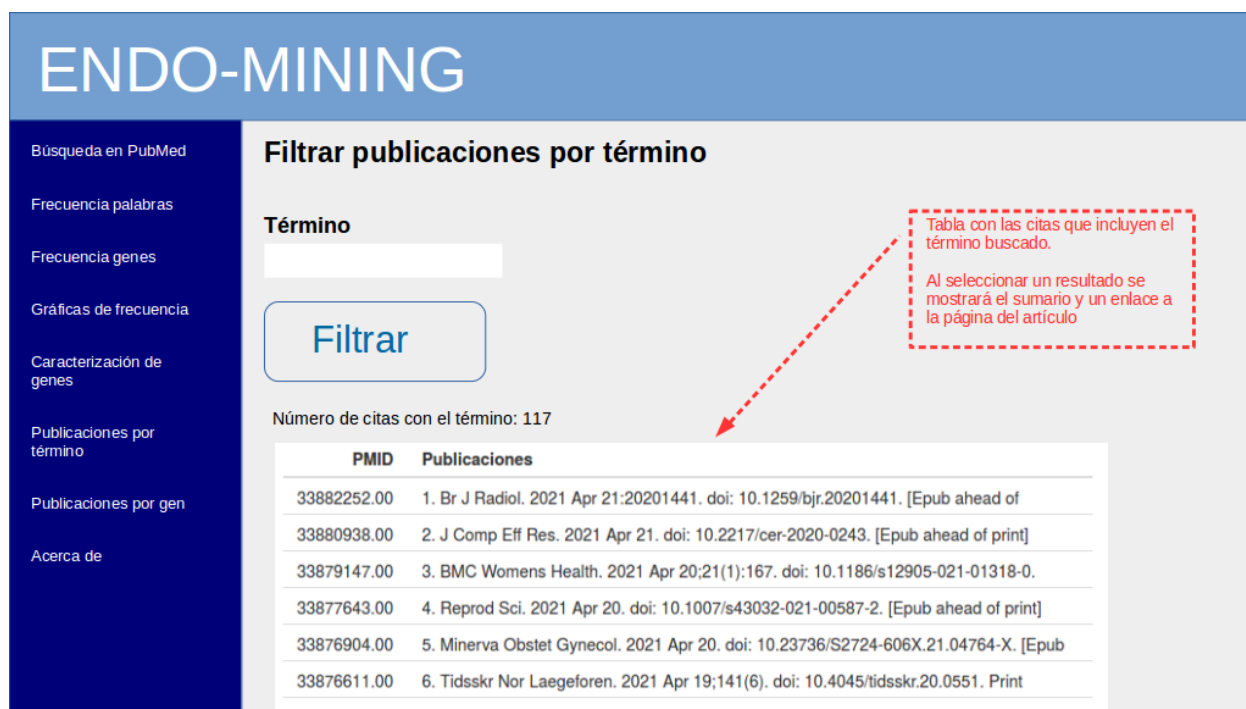 ENDO-MINING
Búsqueda en PubMed
Frecuencia palabras
Frecuencia genes
Gráficas de frecuencia
Caracterización de
genes
Publicaciones por
término
Publicaciones por gen
Acerca de
Filtrar publicaciones por término
Término
Filtrar
Tabla con las citas que incluyen el
término buscado.
Al seleccionar un resultado se
mostrará el sumario y un enlace a
la página del artículo
Número de citas con el término: 117
PMID Publicaciones
33882252.00 1. Br J Radiol. 2021 Apr 21:20201441. doi: 10.1259/bjr.20201441. [Epub ahead of
33880938.00 2. J Comp Eff Res. 2021 Apr 21. doi: 10.2217/cer-2020-0243. [Epub ahead of print]
33879147.00 3. BMC Womens Health. 2021 Apr 20;21(1):167. doi: 10.1186/s12905-021-01318-0.
33877643.00 4. Reprod Sci. 2021 Apr 20. doi: 10.1007/s43032-021-00587-2. [Epub ahead of print]
33876904.00 5. Minerva Obstet Gynecol. 2021 Apr 20. doi: 10.23736/S2724-606X.21.04764-X. [Epub
33876611.00 6. Tidsskr Nor Laegeforen. 2021 Apr 19;141(6). doi: 10.4045/tidsskr.20.0551. Print